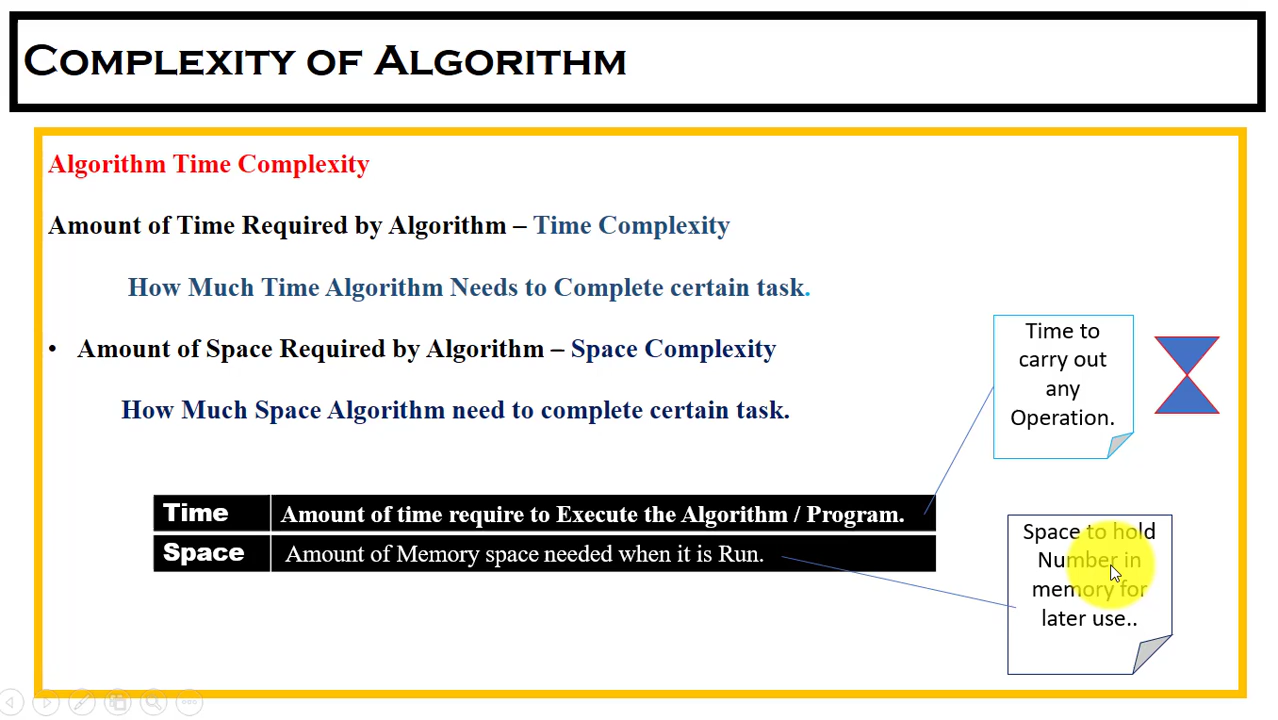 COMPLEXITY OF ALGORITHM
Algorithm Time Complexity
Amount of Time Required by Algorithm – Time Complexity
How Much Time Algorithm Needs to Complete certain task.
• Amount of Space Required by Algorithm – Space Complexity
How Much Space Algorithm need to complete certain task.
Time to
carry out
any
Operation.
Time Amount of time require to Execute the Algorithm / Program.
Space Amount of Memory space needed when it is Run.
Space to hold
Number in
memory for
later use..